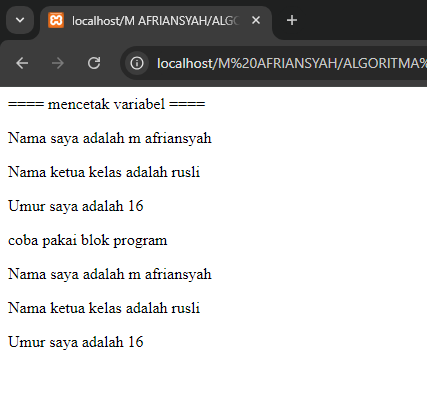 localhost/M AFRIANSYAH/ALGO
localhost/M%20AFRIANSYAH/ALGORITMA%
==== mencetak variabel ====
Nama saya adalah m afriansyah
Nama ketua kelas adalah rusli
Umur saya adalah 16
coba pakai blok program
Nama saya adalah m afriansyah
Nama ketua kelas adalah rusli
Umur saya adalah 16